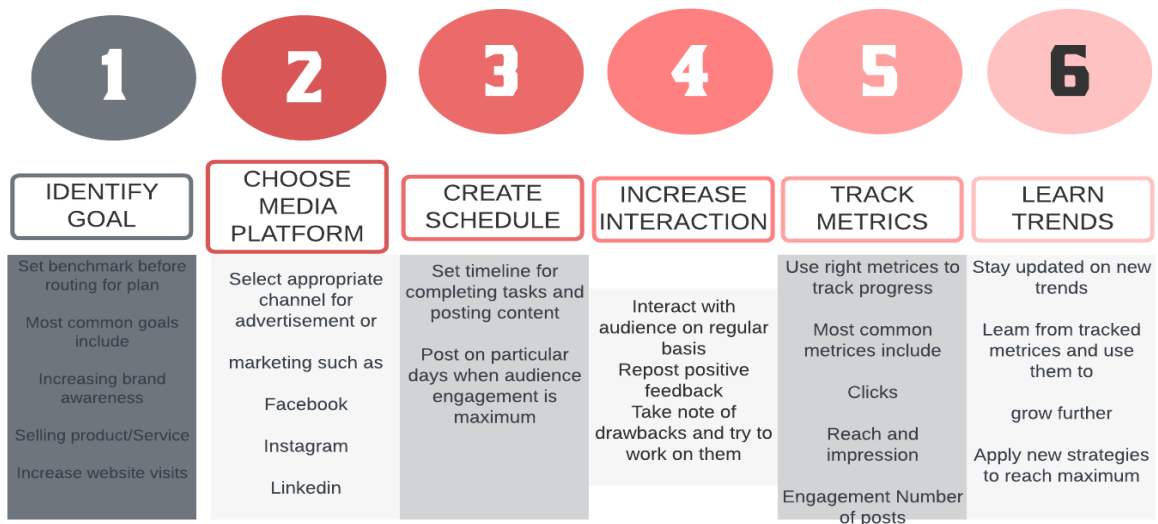 1
2
3
4
5
6
IDENTIFY
GOAL
CHOOSE
MEDIA
PLATFORM
CREATE
SCHEDULE
INCREASE
INTERACTION
TRACK
METRICS
LEARN
TRENDS
Set benchmark before
routing for plan
Most common goals
include
Increasing brand
awareness
Selling product/Service
Increase website visits
Select appropriate
channel for
advertisement or
marketing such as
Facebook
Instagram
Linkedin
Set timeline for
completing tasks and
posting content
Post on particular
days when audience
engagement is
maximum
Interact with
audience on regular
basis
Repost positive
feedback
Take note of
drawbacks and try to
work on them
Use right metrices to
track progress
Most common
metrices include
Clicks
Reach and
impression
Engagement Number
of posts
Stay updated on new
trends
Leam from tracked
metrices and use
them to
grow further
Apply new strategies
to reach maximum